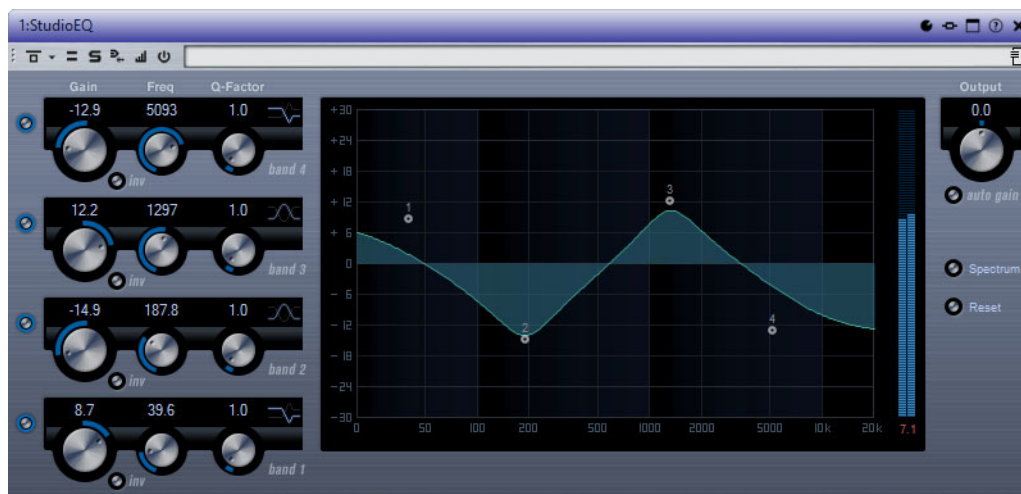 1:StudioEQ
Gain Freq Q-Factor
-12.9 5093 1.0
inv band 4
12.2 1297 1.0
inv band 3
-14.9 187.8 1.0
inv band 2
8.7 39.6 1.0
inv band 1
+30
+24
+18
+12
+ 6
0
- 6
- 12
- 18
- 24
- 30
1
2
3
4
0 50 100 200 500 1000 2000 5000 10k 20k
7.1
Output
0.0
auto gain
Spectrum
Reset